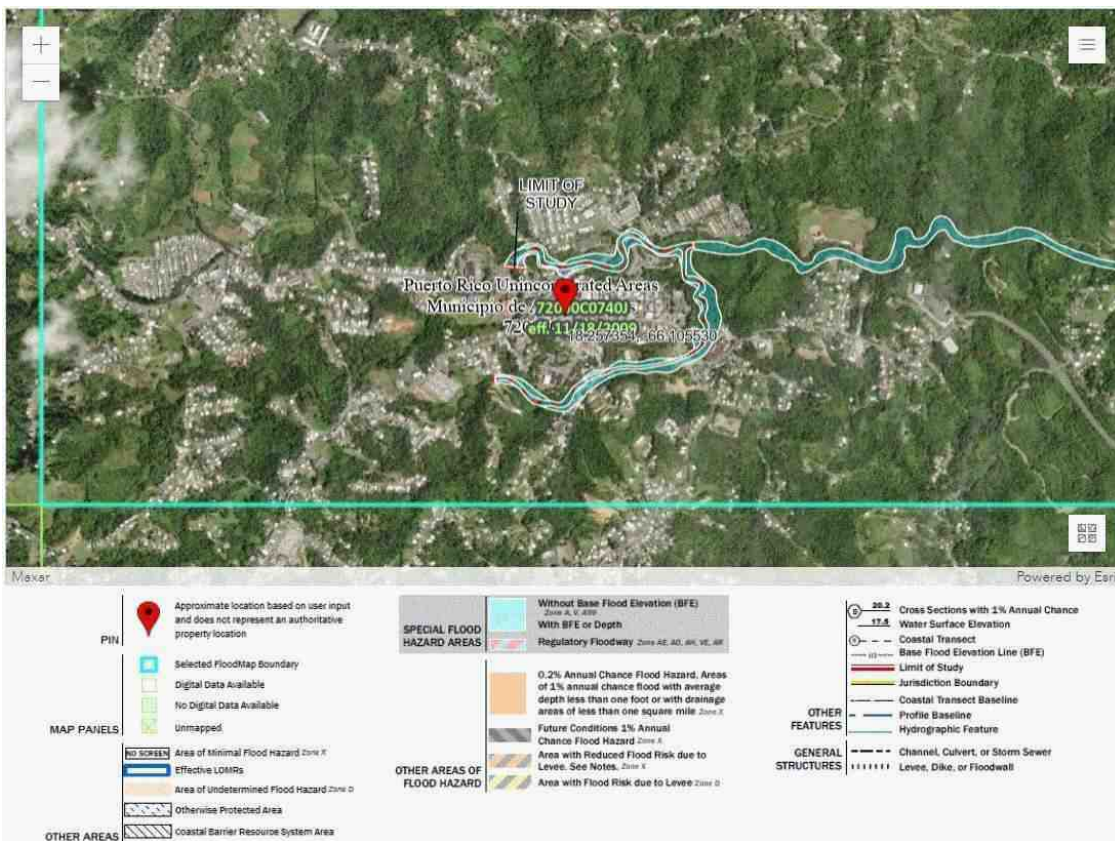 +
−
LIMIT OF
STUDY
Puerto Rico Unincorporated Areas
Municipio de 72000C0740J
eff. 11/18/2009
18.257354, -66.105530
Maxar
Powered by Esri
PIN
Approximate location based on user input
and does not represent an authoritative
property location
MAP PANELS
Selected FloodMap Boundary
Digital Data Available
No Digital Data Available
Unmapped
OTHER AREAS
NO SCREEN Area of Minimal Flood Hazard Zone X
Effective LOMRs
Area of Undetermined Flood Hazard Zone D
Otherwise Protected Area
Coastal Barrier Resource System Area
SPECIAL FLOOD
HAZARD AREAS
Without Base Flood Elevation (BFE)
Zone A, V, A99
With BFE or Depth
Regulatory Floodway Zone AE, AO, AH, VE, AR
OTHER AREAS OF
FLOOD HAZARD
0.2% Annual Chance Flood Hazard, Areas
of 1% annual chance flood with average
depth less than one foot or with drainage
areas of less than one square mile Zone X
Future Conditions 1% Annual
Chance Flood Hazard Zone X
Area with Reduced Flood Risk due to
Levee. See Notes. Zone X
Area with Flood Risk due to Levee Zone D
OTHER
FEATURES
20.2 Cross Sections with 1% Annual Chance
17.5 Water Surface Elevation
Coastal Transect
Base Flood Elevation Line (BFE)
Limit of Study
Jurisdiction Boundary
Coastal Transect Baseline
Profile Baseline
Hydrographic Feature
GENERAL
STRUCTURES
Channel, Culvert, or Storm Sewer
Levee, Dike, or Floodwall